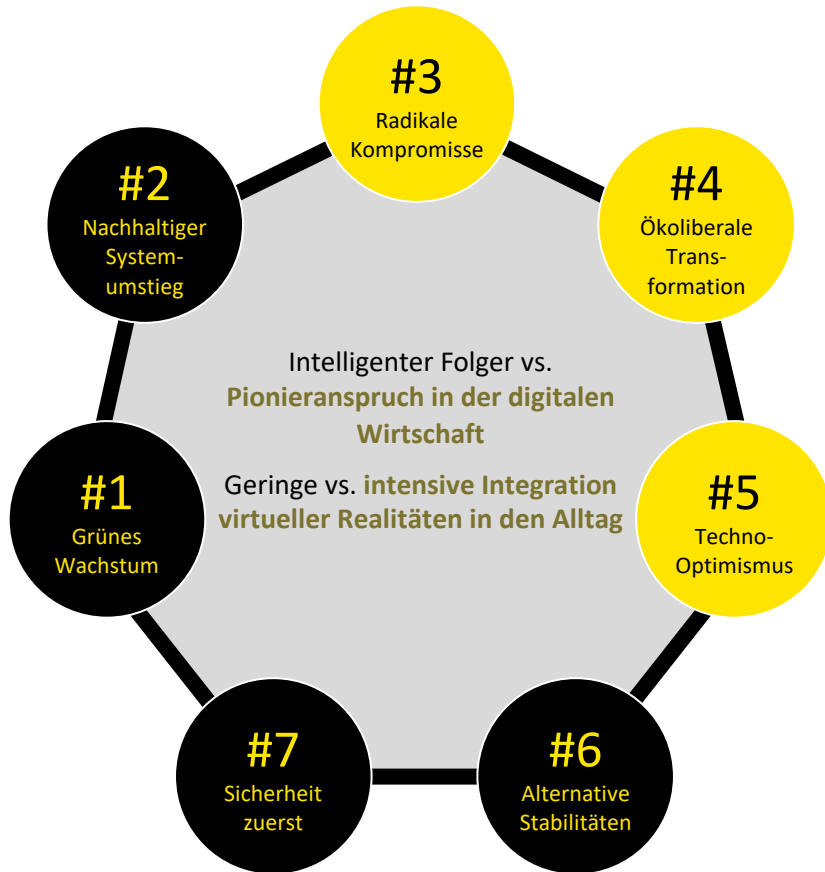 #3
Radikale
Kompromisse
#2
Nachhaltiger
System-
umstieg
#4
Ökoliberale
Trans-
formation
Intelligenter Folger vs.
Pionieranspruch in der digitalen
Wirtschaft
Geringe vs. intensive Integration
virtueller Realitäten in den Alltag
#1
Grünes
Wachstum
#5
Techno-
Optimismus
#7
Sicherheit
zuerst
#6
Alternative
Stabilitäten